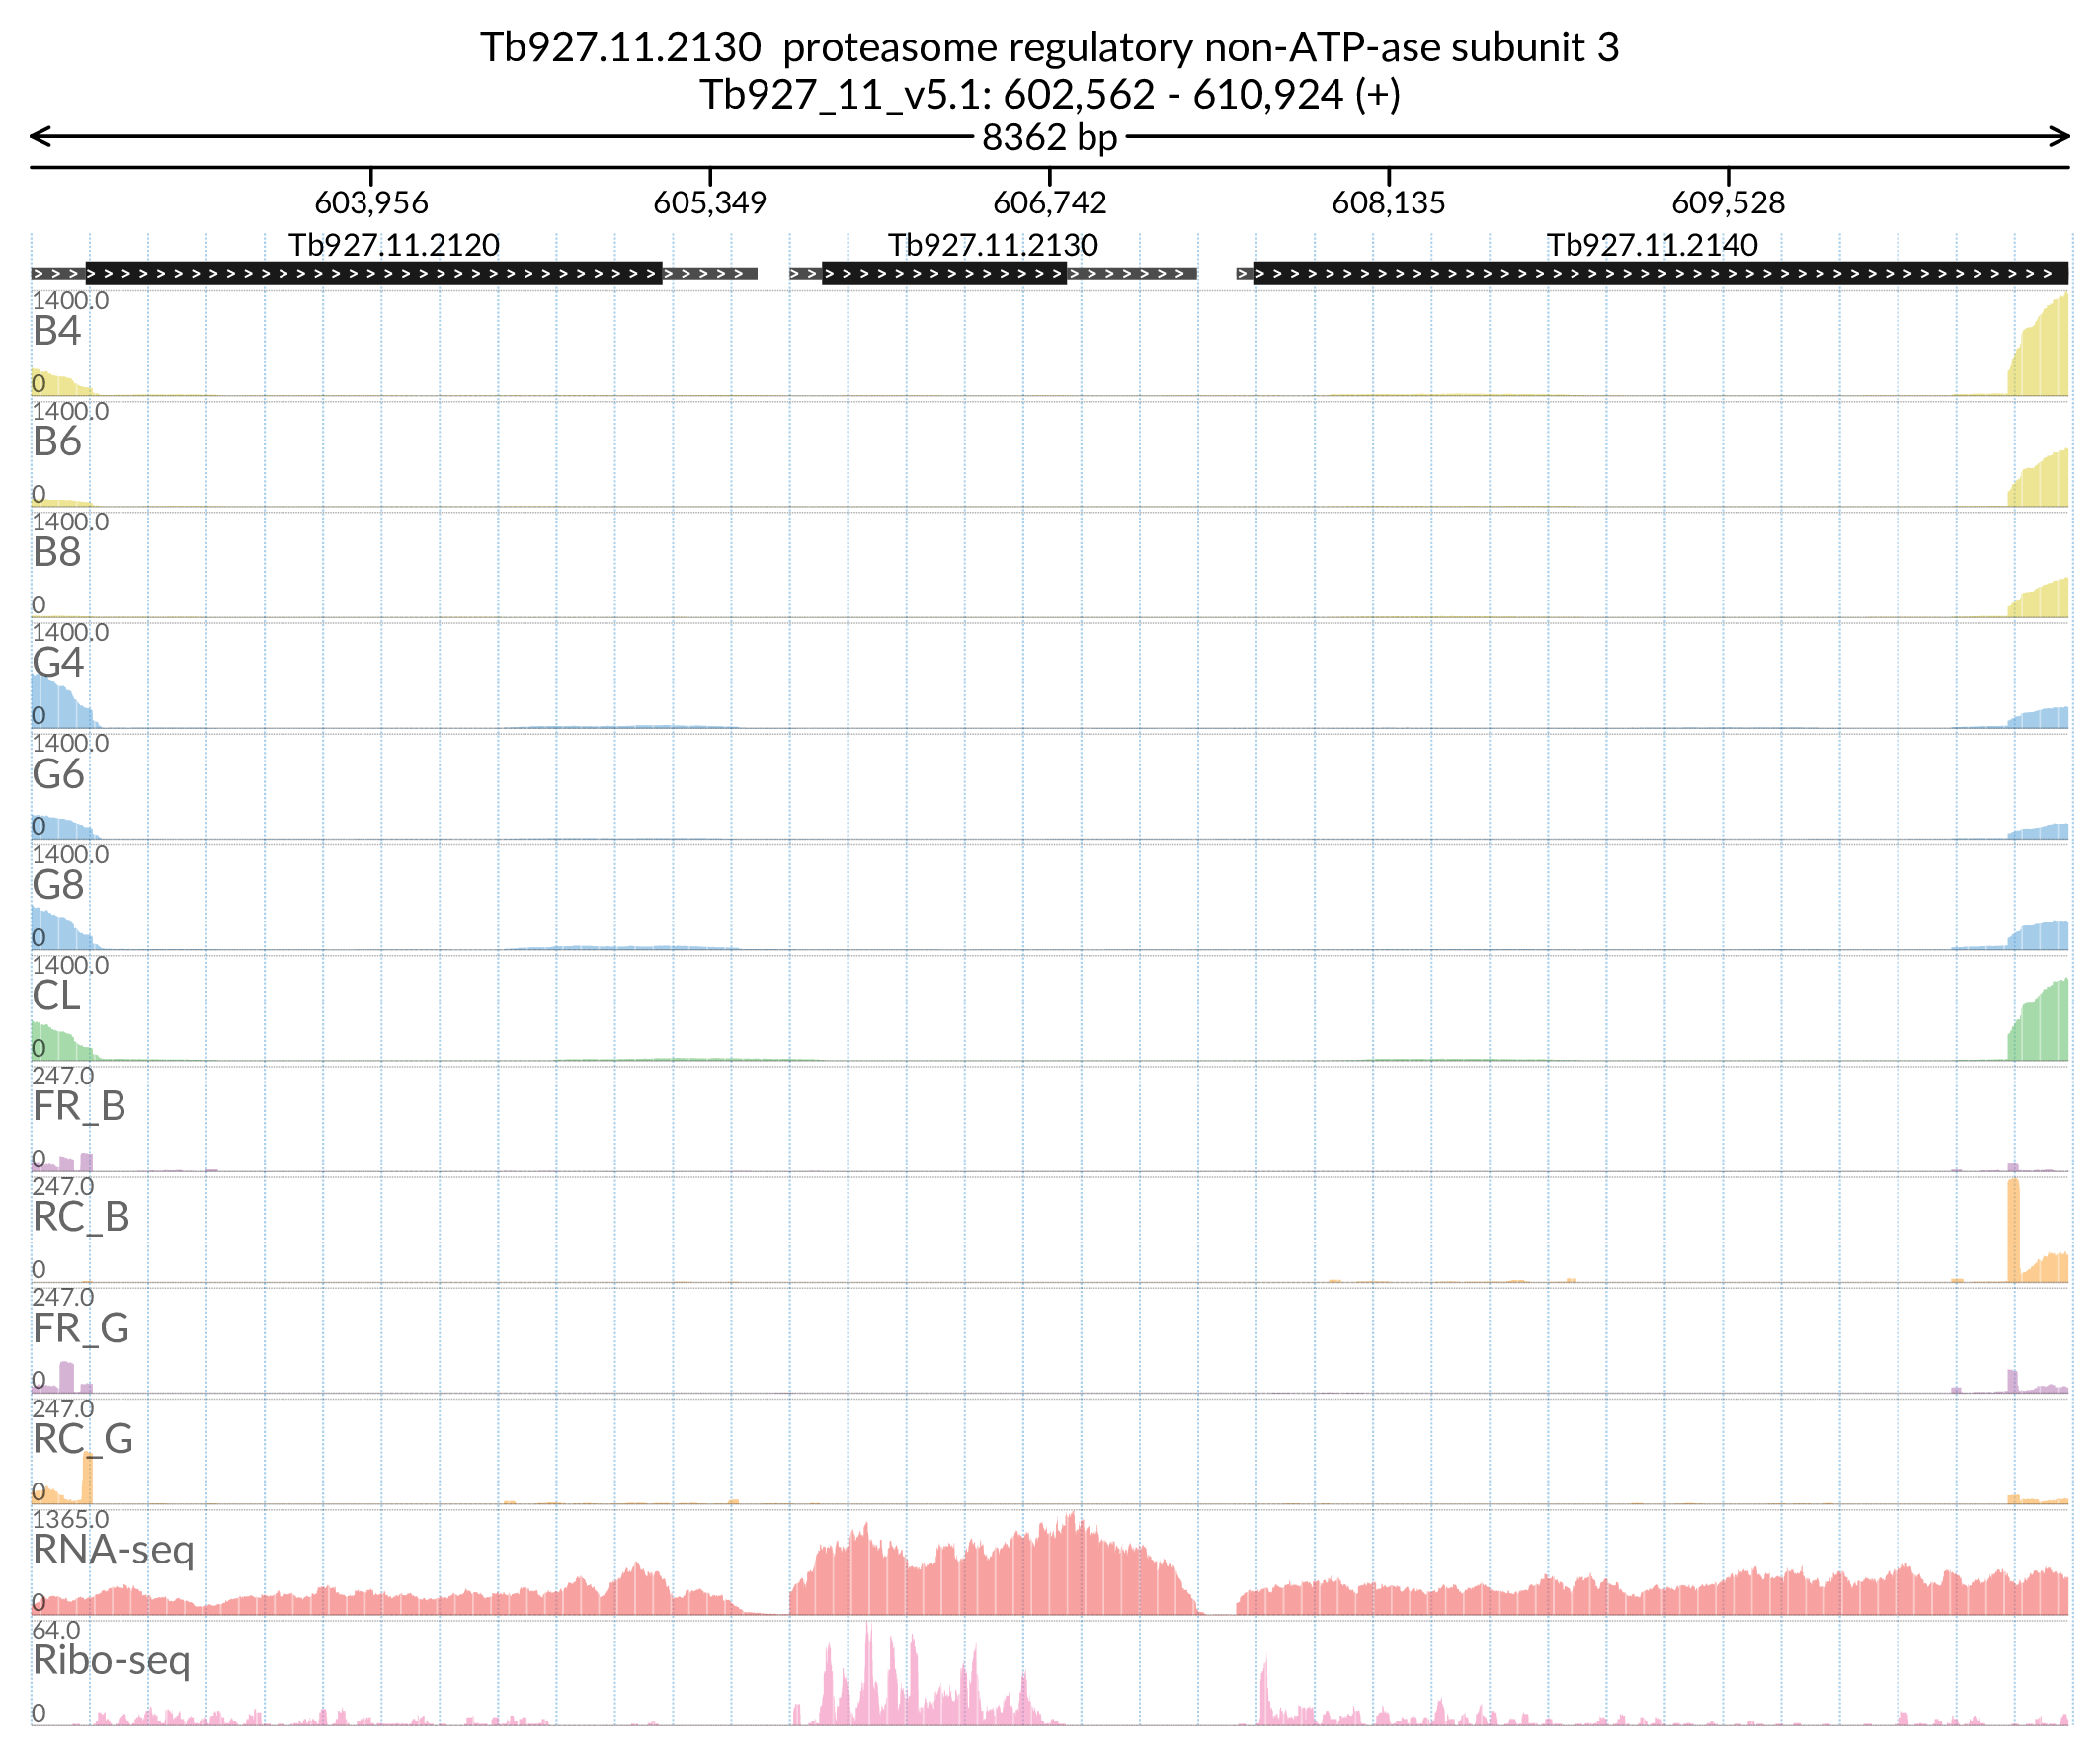 Tb927.11.2130  proteasome regulatory non-ATP-ase subunit 3
Tb927_11_v5.1: 602,562 - 610,924 (+)
8362 bp
603,956 605,349 606,742 608,135 609,528
Tb927.11.2120 Tb927.11.2130 Tb927.11.2140
1400.0
B4
0
1400.0
B6
0
1400.0
B8
0
1400.0
G4
0
1400.0
G6
0
1400.0
G8
0
1400.0
CL
0
247.0
FR_B
0
247.0
RC_B
0
247.0
FR_G
0
247.0
RC_G
0
1365.0
RNA-seq
0
64.0
Ribo-seq
0